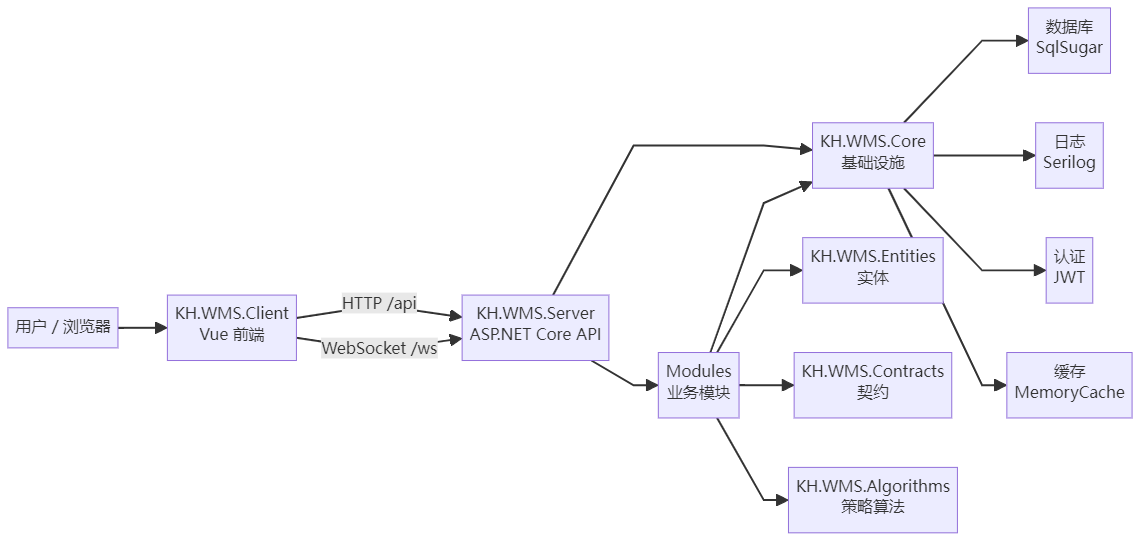 用户 / 浏览器
KH.WMS.Client
Vue 前端
HTTP /api
WebSocket /ws
KH.WMS.Server
ASP.NET Core API
Modules
业务模块
KH.WMS.Core
基础设施
KH.WMS.Entities
实体
KH.WMS.Contracts
契约
KH.WMS.Algorithms
策略算法
数据库
SqlSugar
日志
Serilog
认证
JWT
缓存
MemoryCache